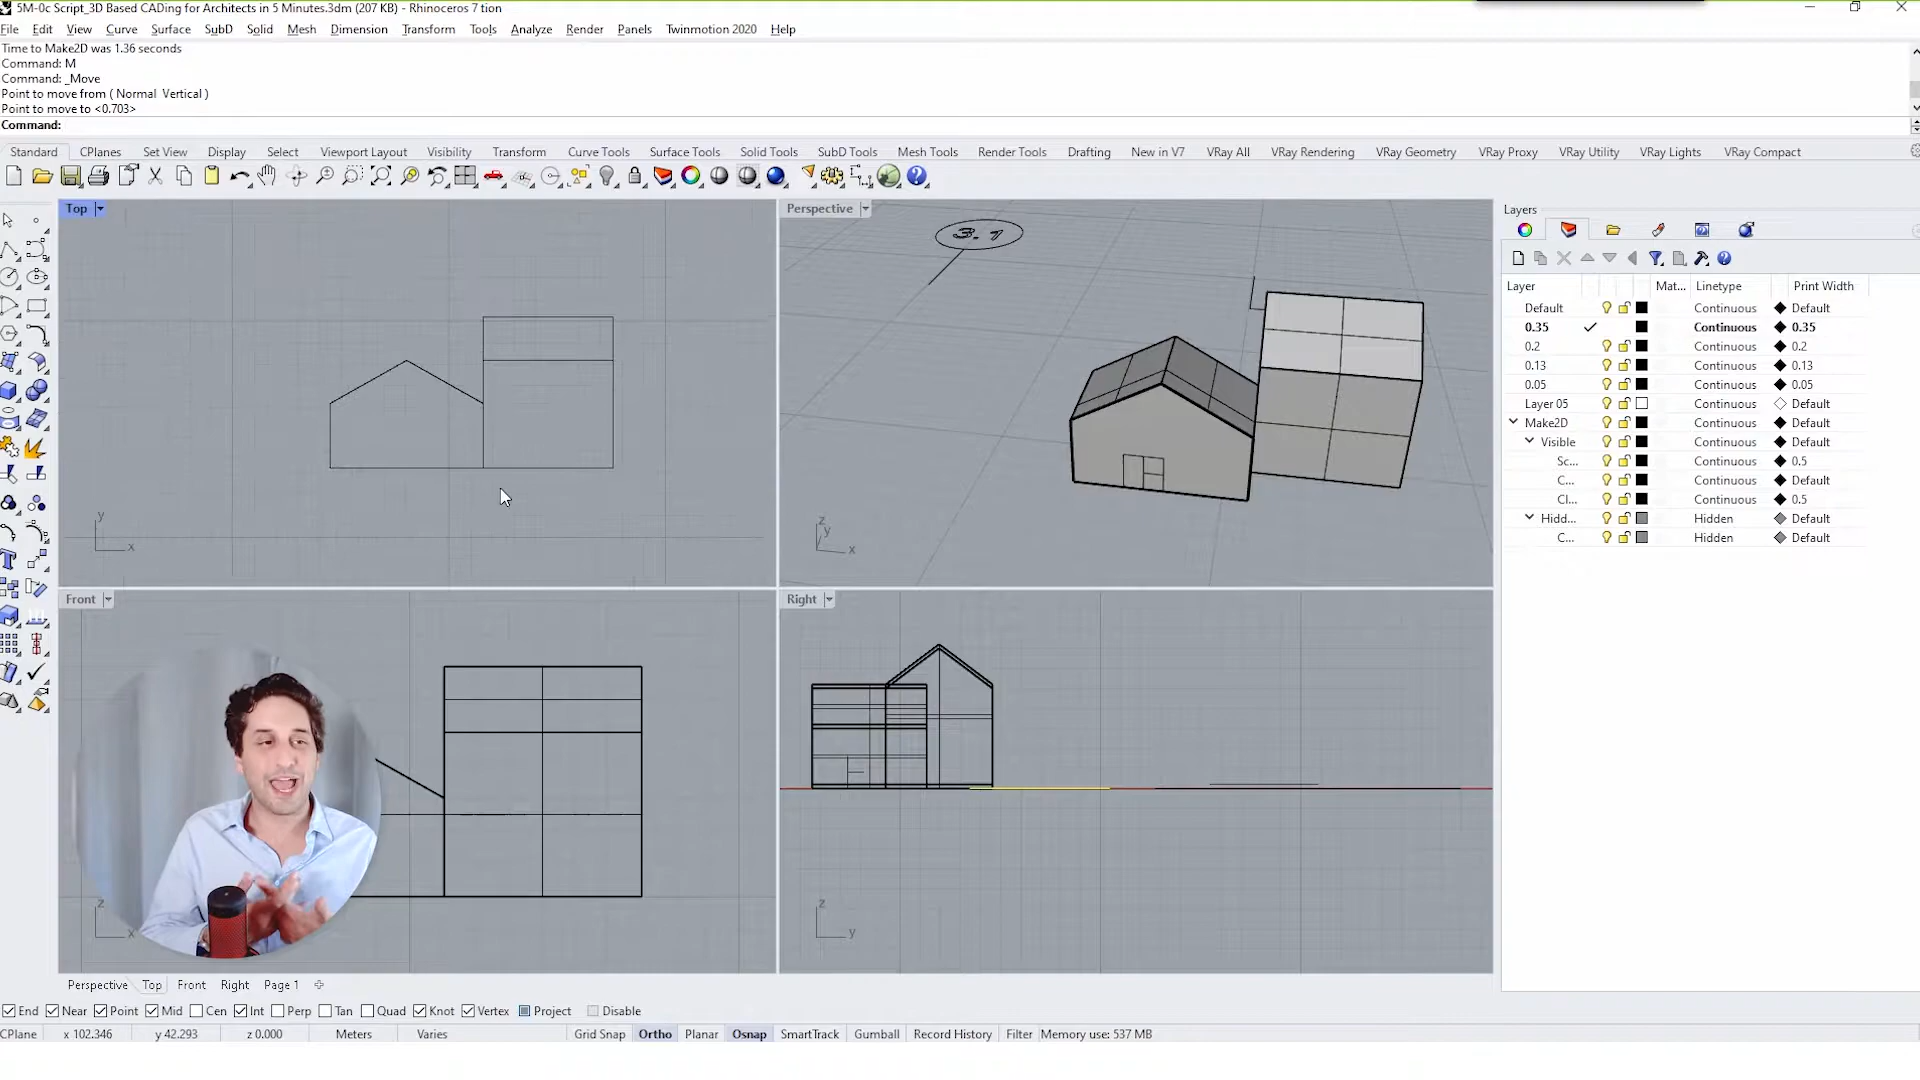 5M-0c Script_3D Based CADing for Architects in 5 Minutes.3dm (207 KB) - Rhinoceros 7 tion
File Edit View Curve Surface SubD Solid Mesh Dimension Transform Tools Analyze Render Panels Twinmotion 2020 Help
Time to Make2D was 1.36 seconds
Command: M
Command: _Move
Point to move from ( Normal Vertical )
Point to move to <0.703>
Command:
Standard CPlanes Set View Display Select Viewport Layout Visibility Transform Curve Tools Surface Tools Solid Tools SubD Tools Mesh Tools Render Tools Drafting New in V7 VRay All VRay Rendering VRay Geometry VRay Proxy VRay Utility VRay Lights VRay Compact
Top
y
x
Perspective
3.1
z
y
x
Front
z
x
Right
z
y
Layers
Layer Mat... Linetype Print Width
Default Continuous Default
0.35 Continuous 0.35
0.2 Continuous 0.2
0.13 Continuous 0.13
0.05 Continuous 0.05
Layer 05 Continuous Default
Make2D Continuous Default
Visible Continuous Default
Sc... Continuous 0.5
C... Continuous Default
Cl... Continuous 0.5
Hidd... Hidden Default
C... Hidden Default
Perspective Top Front Right Page 1
End Near Point Mid Cen Int Perp Tan Quad Knot Vertex Project Disable
CPlane x 102.346 y 42.293 z 0.000 Meters Varies Grid Snap Ortho Planar Osnap SmartTrack Gumball Record History Filter Memory use: 537 MB